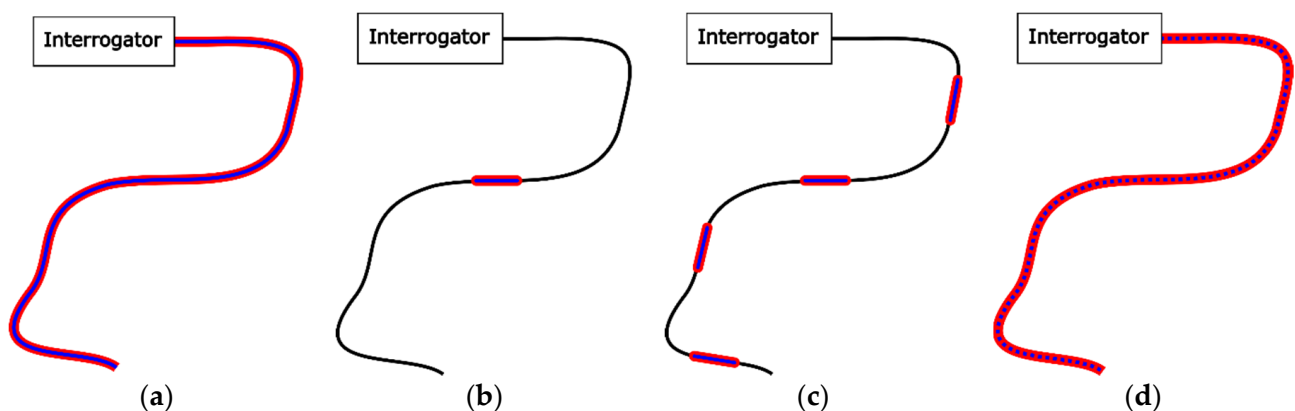 Interrogator
Interrogator
Interrogator
Interrogator
(a)
(b)
(c)
(d)